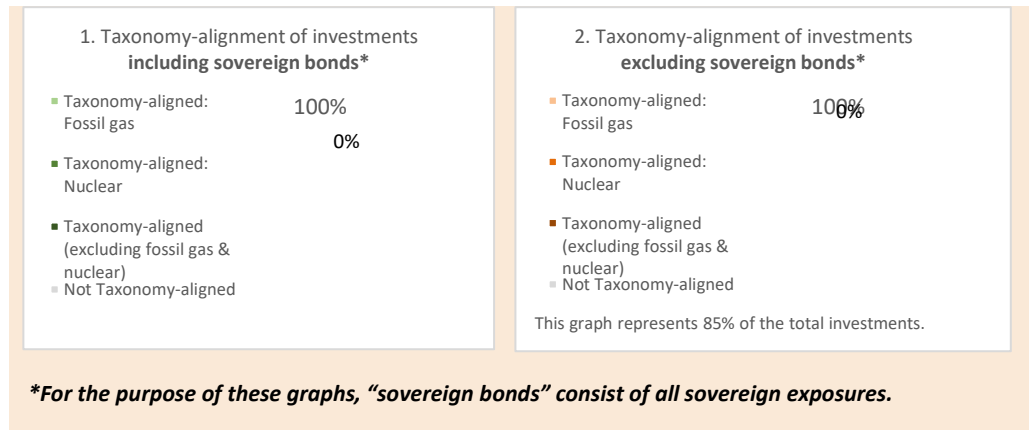 1. Taxonomy-alignment of investments
including sovereign bonds*
Taxonomy-aligned:
Fossil gas
100%
0%
Taxonomy-aligned:
Nuclear
Taxonomy-aligned
(excluding fossil gas &
nuclear)
Not Taxonomy-aligned
2. Taxonomy-alignment of investments
excluding sovereign bonds*
Taxonomy-aligned:
Fossil gas
100%
0%
Taxonomy-aligned:
Nuclear
Taxonomy-aligned
(excluding fossil gas &
nuclear)
Not Taxonomy-aligned
This graph represents 85% of the total investments.
*For the purpose of these graphs, “sovereign bonds” consist of all sovereign exposures.